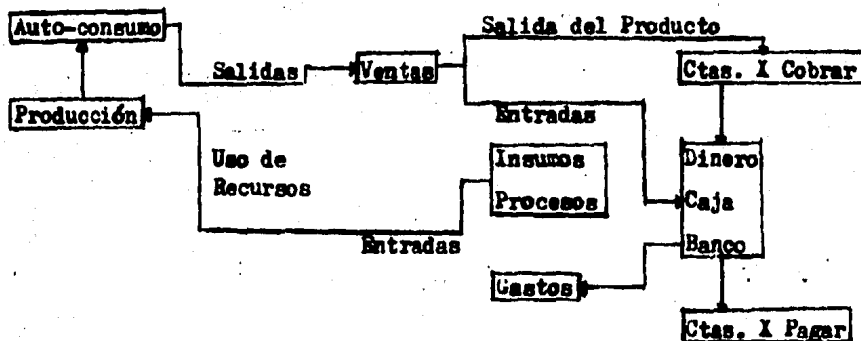 Auto-consumo
Salida del Producto
Salidas
Ventas
Ctas. X Cobrar
Producción
Entradas
Uso de
Recursos
Insumos
Procesos
Dinero
Caja
Banco
Entradas
Gastos
Ctas. X Pagar